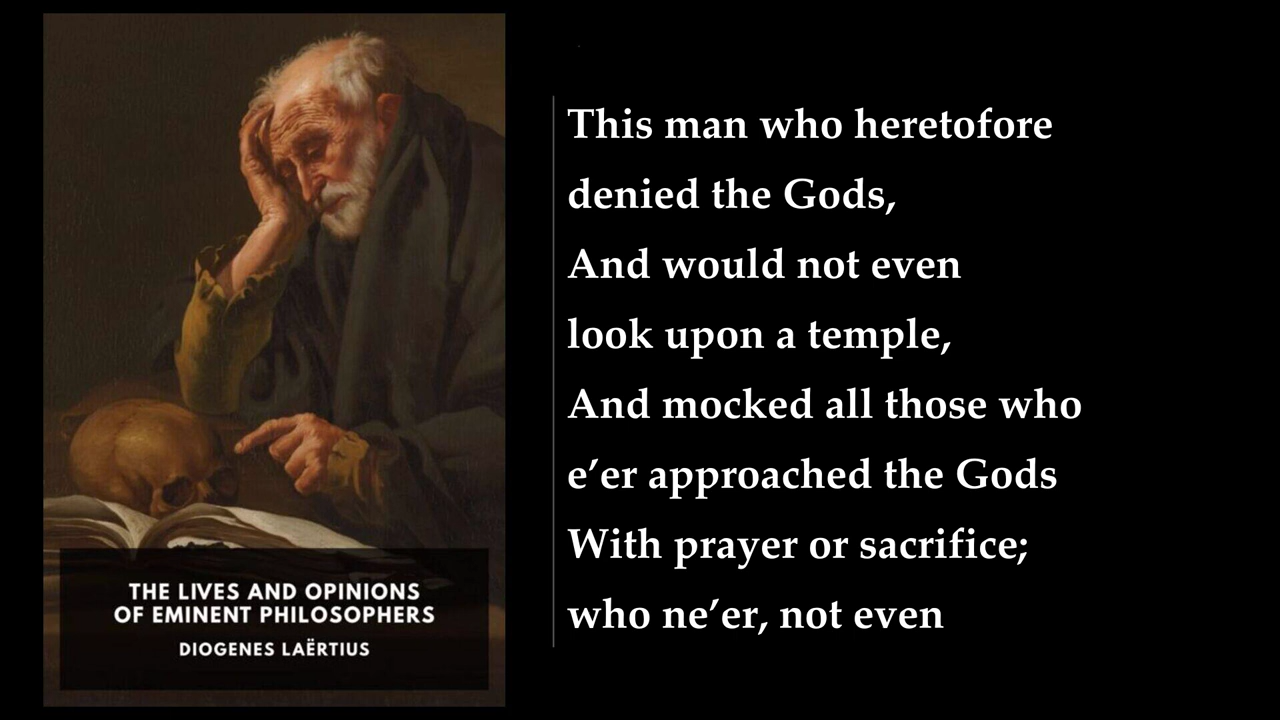 This man who heretofore
denied the Gods,
And would not even
look upon a temple,
And mocked all those who
e’er approached the Gods
With prayer or sacrifice;
who ne’er, not even
THE LIVES AND OPINIONS
OF EMINENT PHILOSOPHERS
DIOGENES LAËRTIUS